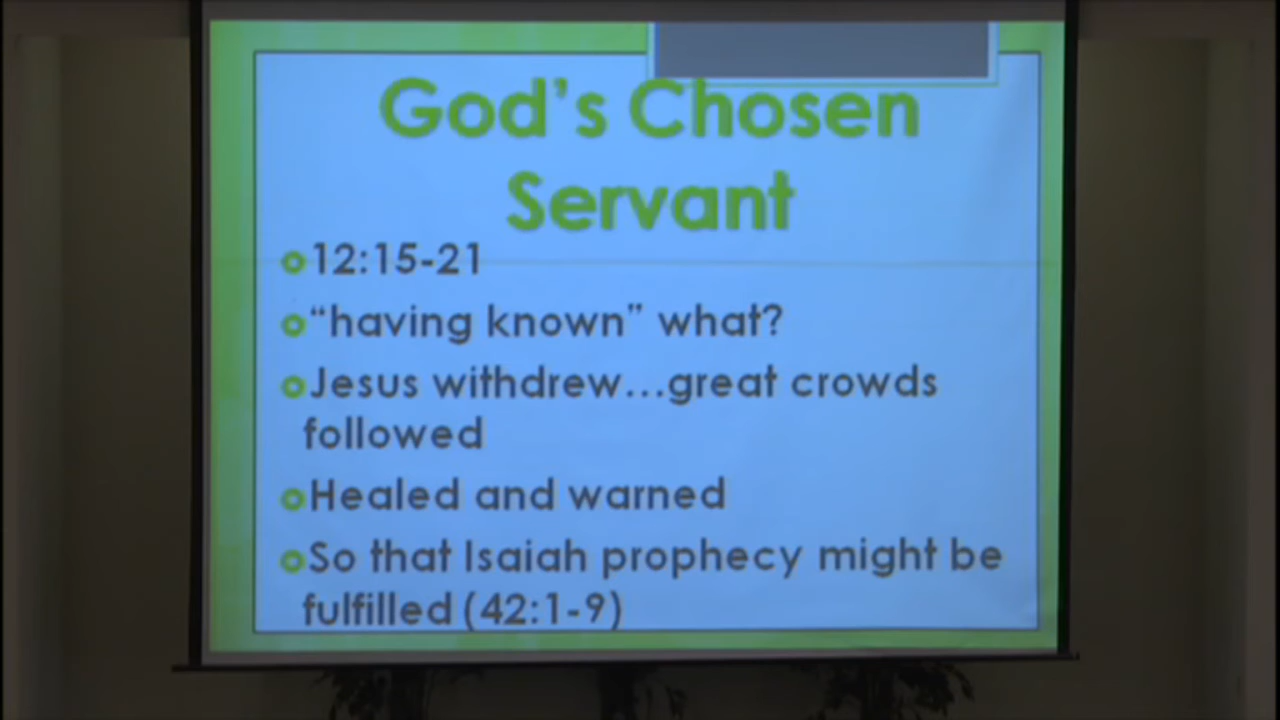 God’s Chosen
Servant
12:15-21
“having known” what?
Jesus withdrew...great crowds
followed
Healed and warned
So that Isaiah prophecy might be
fulfilled (42:1-9)